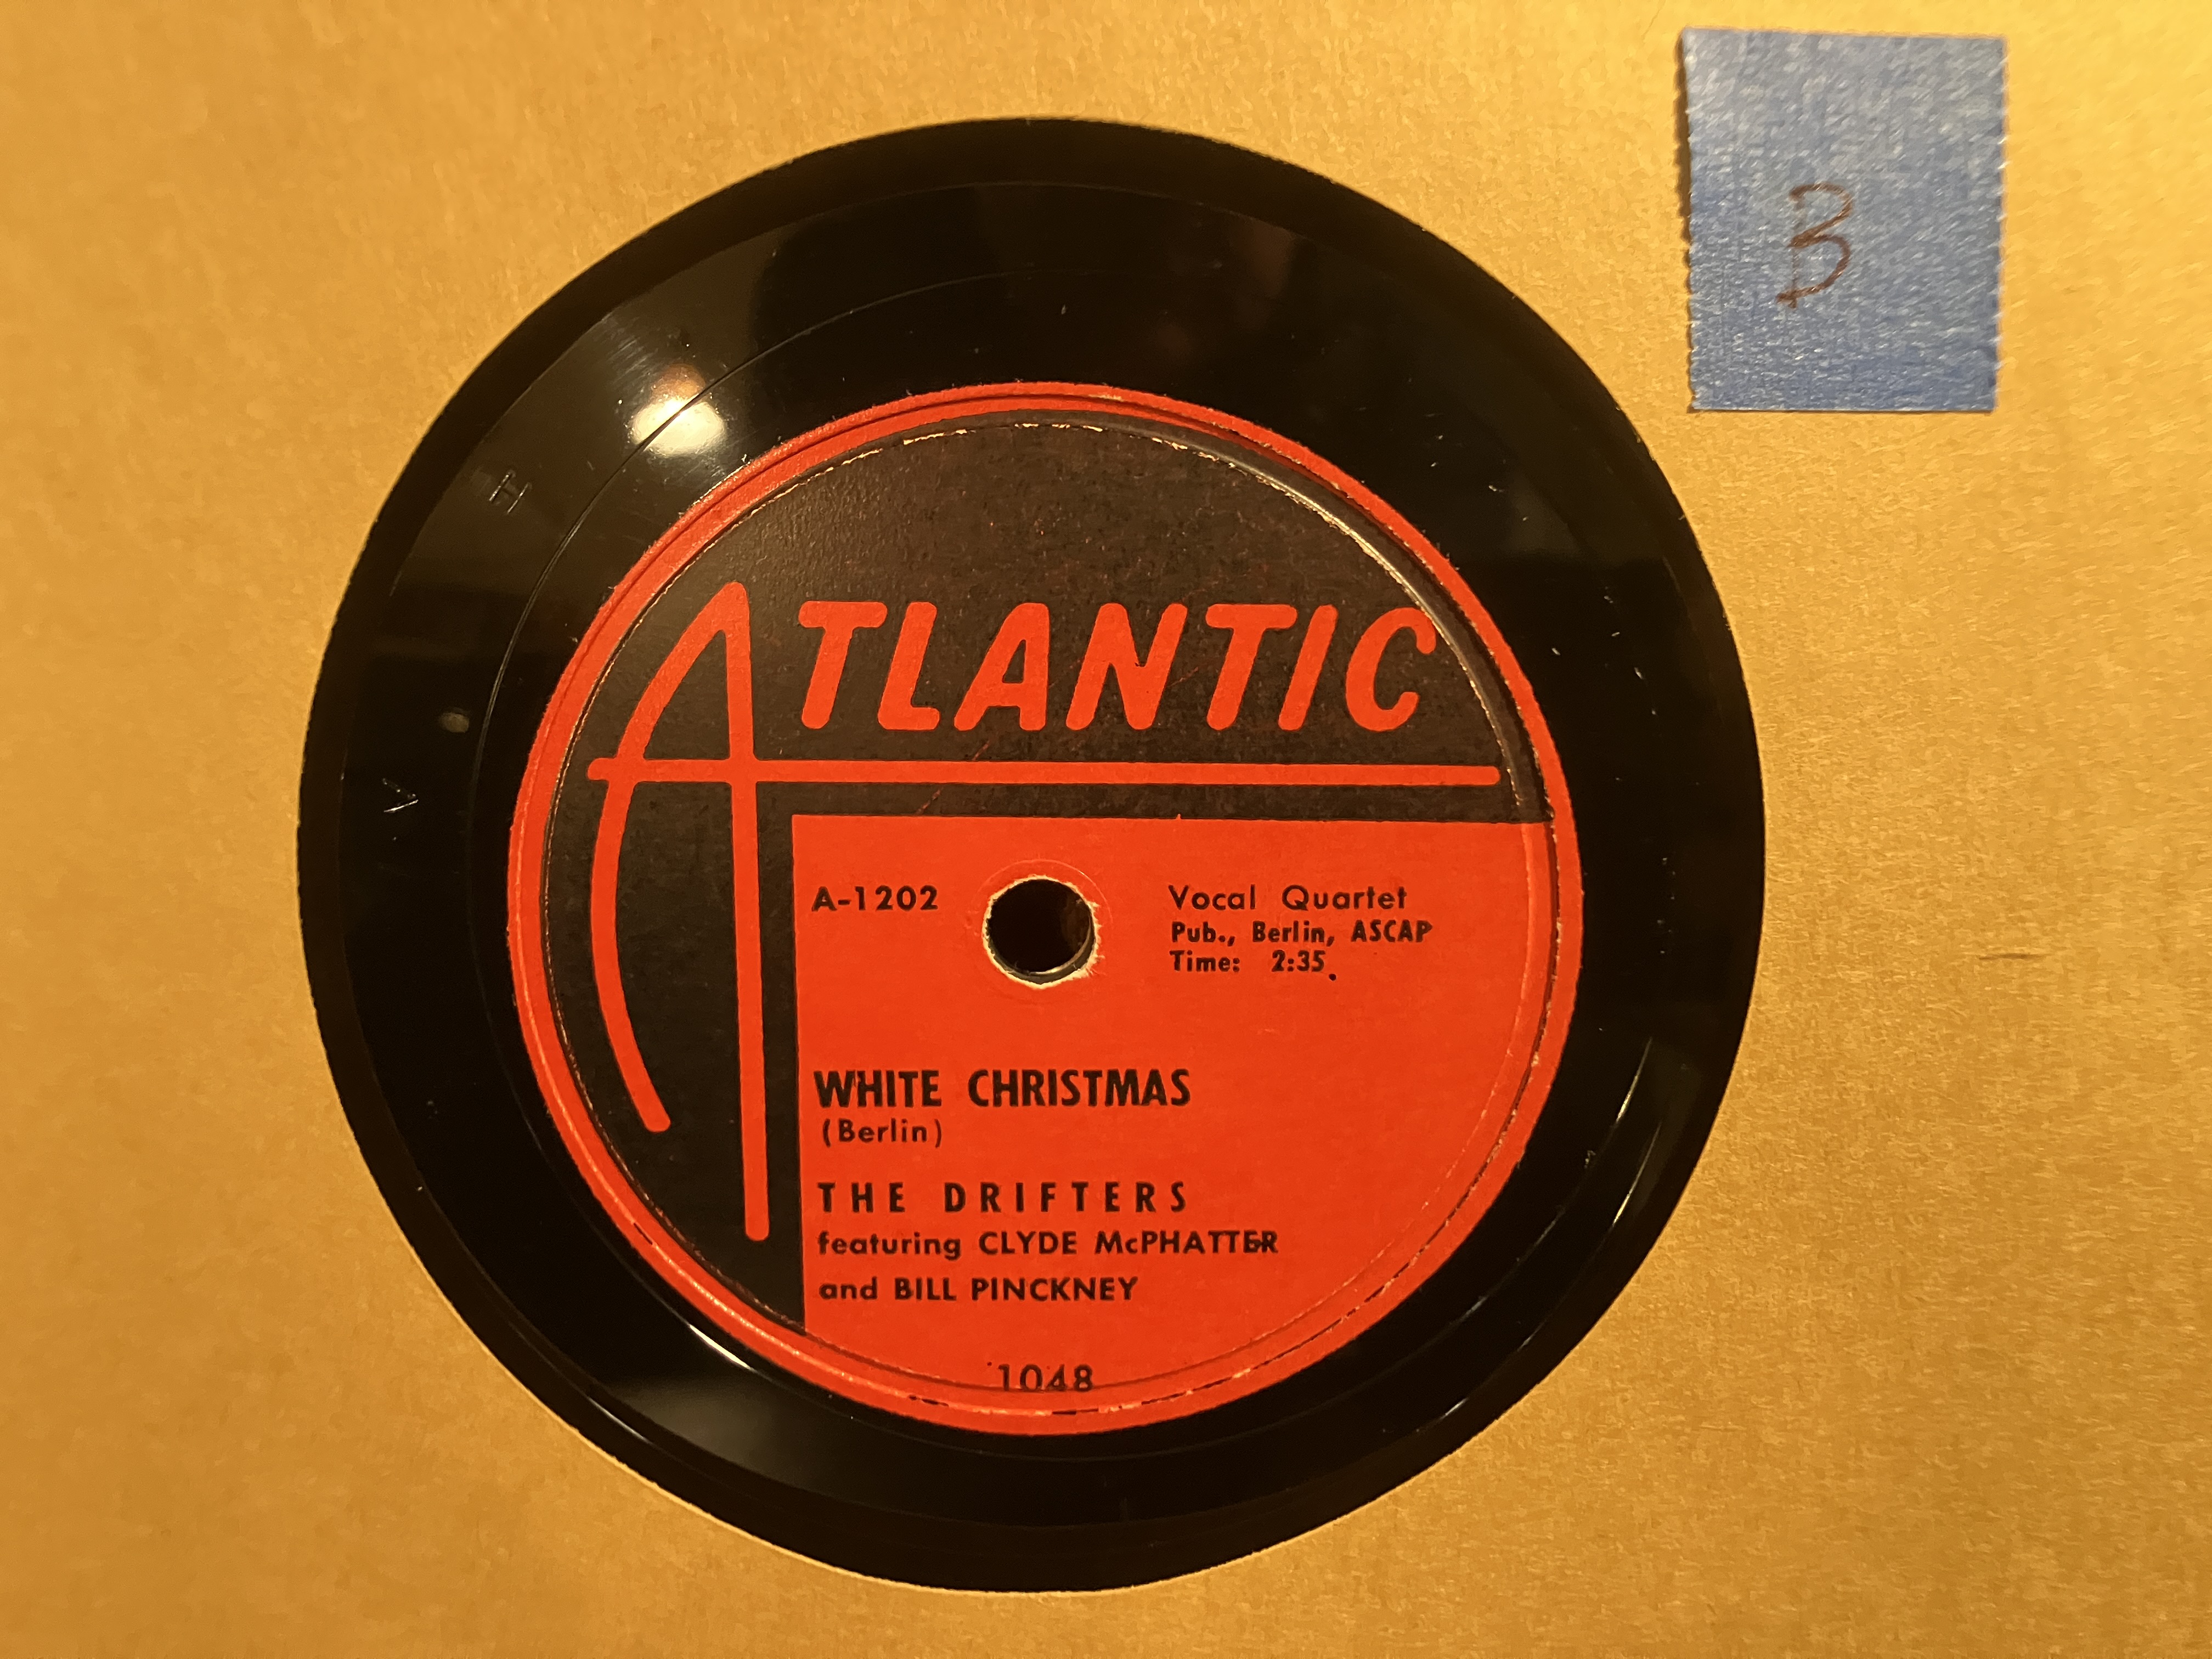 B
ATLANTIC
A-1202
Vocal Quartet
Pub., Berlin, ASCAP
Time: 2:35.
WHITE CHRISTMAS
(Berlin)
THE DRIFTERS
featuring CLYDE McPHATTER
and BILL PINCKNEY
1048